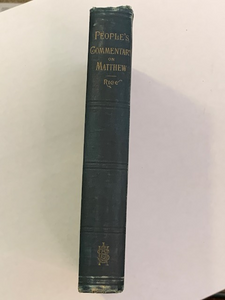 PEOPLE'S
COMMENTARY
ON
MATTHEW
RICE